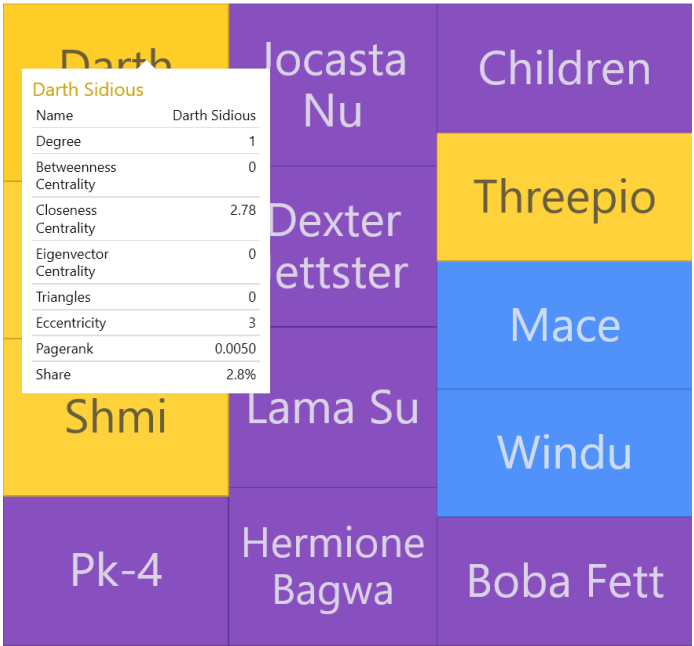 Darth
Darth Sidious
Name Darth Sidious
Degree 1
Betweenness 0
Centrality
Closeness 2.78
Centrality
Eigenvector 0
Centrality
Triangles 0
Eccentricity 3
Pagerank 0.0050
Share 2.8%
Shmi
Pk-4
Jocasta
Nu
Dexter
ettster
Lama Su
Hermione
Bagwa
Children
Threepio
Mace
Windu
Boba Fett